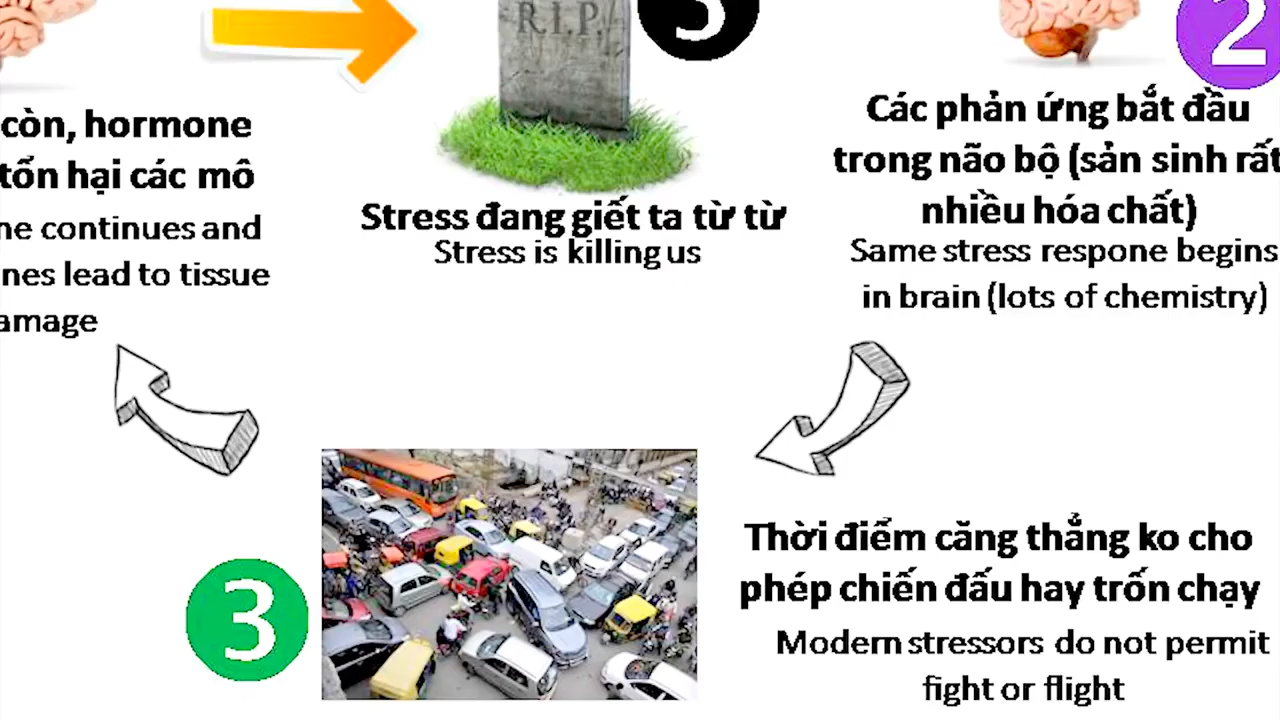 R.I.P.
5
2
còn, hormone
tổn hại các mô
ne continues and
nes lead to tissue
amage
Stress đang giết ta từ từ
Stress is killing us
Các phản ứng bắt đầu
trong não bộ (sản sinh rất
nhiều hóa chất)
Same stress respone begins
in brain (lots of chemistry)
3
Thời điểm căng thẳng ko cho
phép chiến đấu hay trốn chạy
Modern stressors do not permit
fight or flight